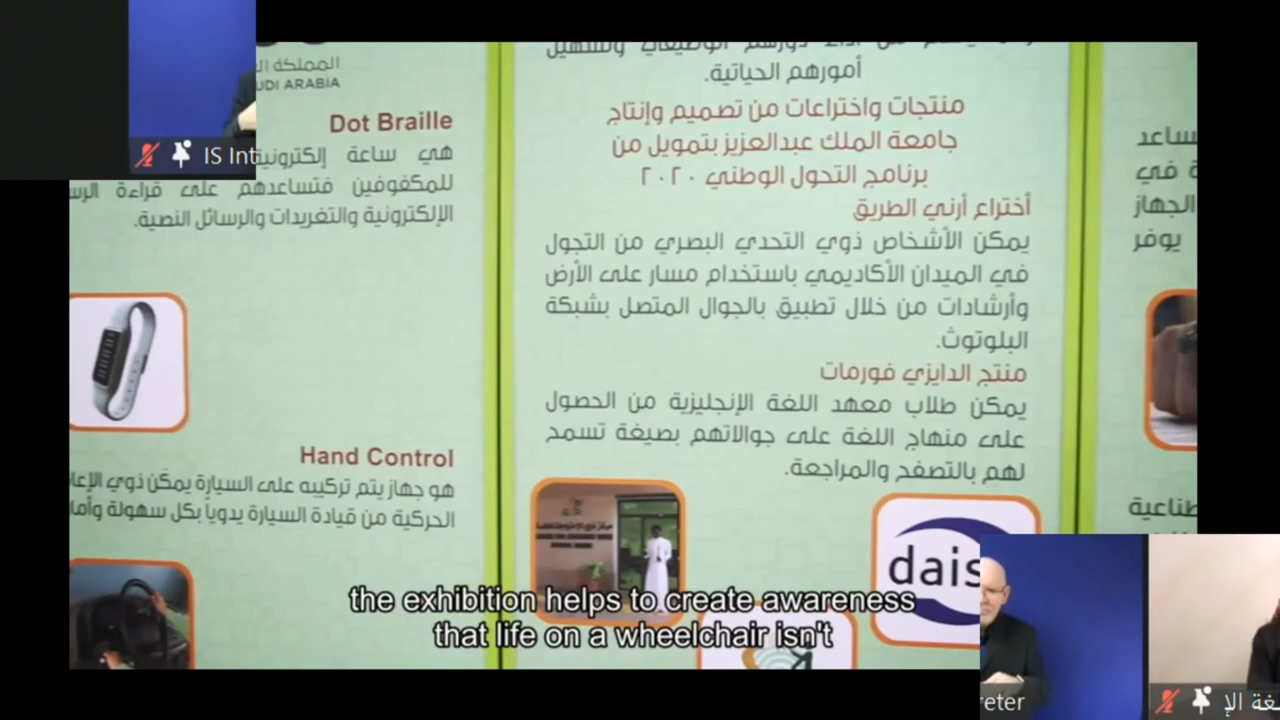 المملكة
UDI ARABIA
Dot Braille
هي ساعة إلكترونية
للمكفوفين فتساعدهم على قراءة
الإلكترونية والتغريدات والرسائل النصية.
Hand Control
هو جهاز يتم تركيبه على السيارة يمكن ذوي
الحركية من قيادة السيارة يدوياً بكل سهولة
أمورهم الحياتية.
منتجات واختراعات من تصميم وإنتاج
جامعة الملك عبدالعزيز بتمويل من
برنامج التحول الوطني ٢٠٢٠
أختراع أرني الطريق
يمكن الأشخاص ذوي التحدي البصري من التجول
في الميدان الأكاديمي باستخدام مسار على الأرض
وأرشادات من خلال تطبيق بالجوال المتصل بشبكة
البلوتوث.
منتج الدايزي فورمات
يمكن طلاب معهد اللغة الإنجليزية من الحصول
على منهاج اللغة على جوالاتهم بصيغة تسمح
لهم بالتصفح والمراجعة.
dais
ساعد
في
الجهاز
يوفر
the exhibition helps to create awareness
that life on a wheelchair isn't
IS Int
reter
غة الإ